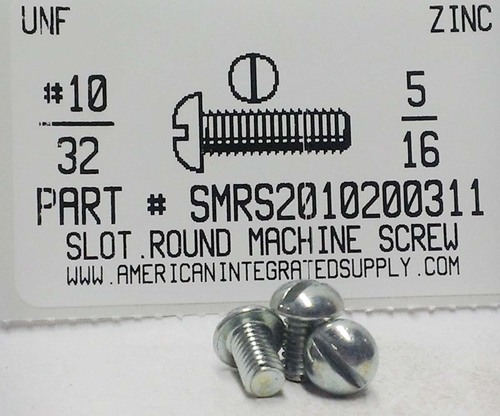 UNF ZINC
#10
32
5
16
PART # SMRS2010200311
SLOT.ROUND MACHINE SCREW
WWW.AMERICANINTEGRATEDSUPPLY.COM